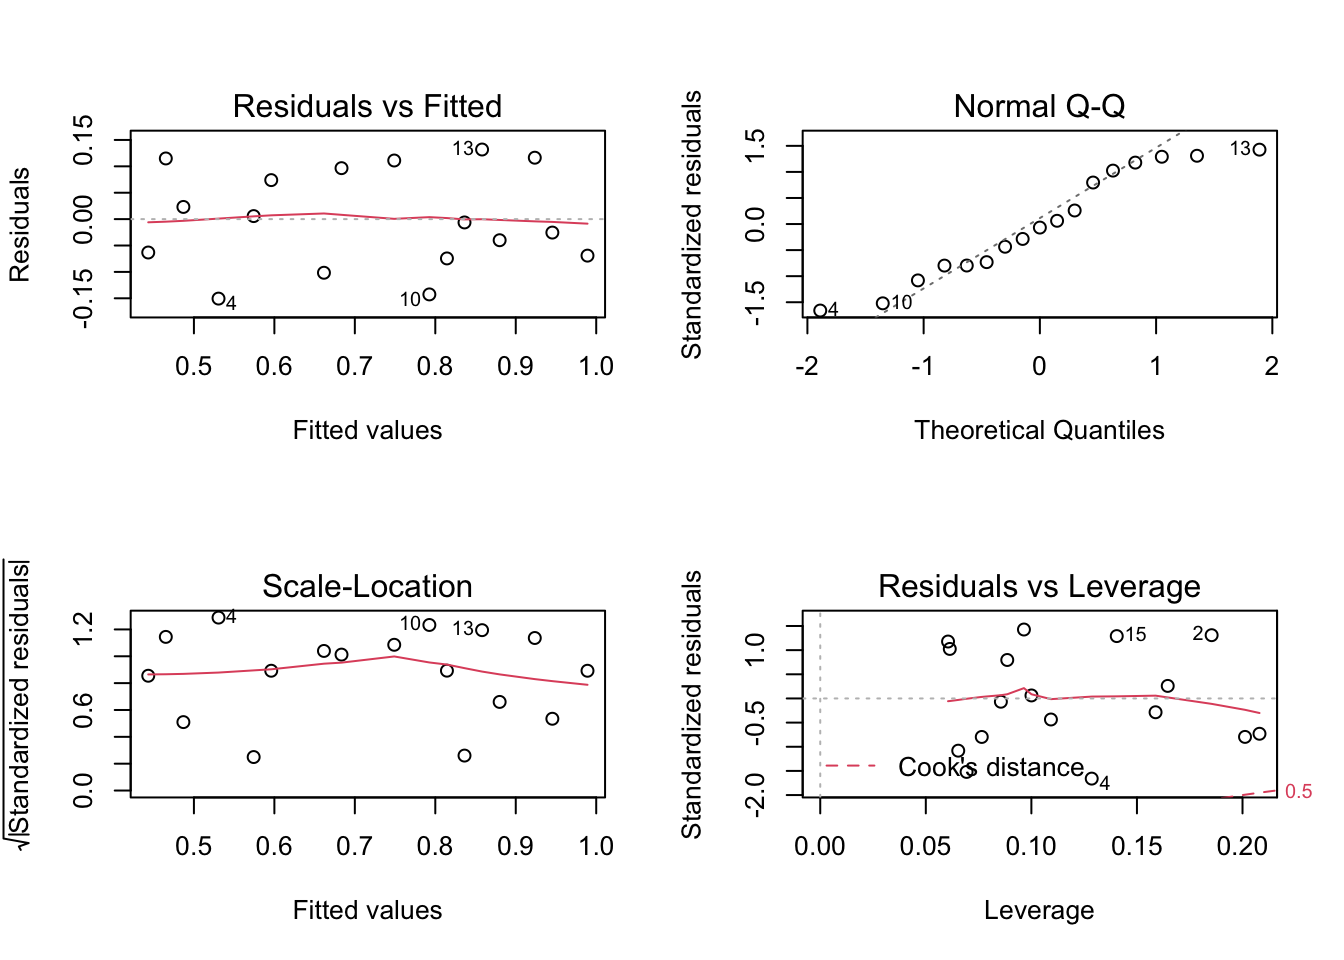 Residuals vs Fitted
Residuals
0.15
0.00
-0.15
13
4
10
0.5 0.6 0.7 0.8 0.9 1.0
Fitted values
Normal Q-Q
Standardized residuals
1.5
0.0
-1.5
13
4
10
-2 -1 0 1 2
Theoretical Quantiles
Scale-Location
√|Standardized residuals|
1.2
0.6
0.0
4
10
13
0.5 0.6 0.7 0.8 0.9 1.0
Fitted values
Residuals vs Leverage
Standardized residuals
1.0
-0.5
-2.0
15
2
Cook's distance
4
0.5
0.00 0.05 0.10 0.15 0.20
Leverage